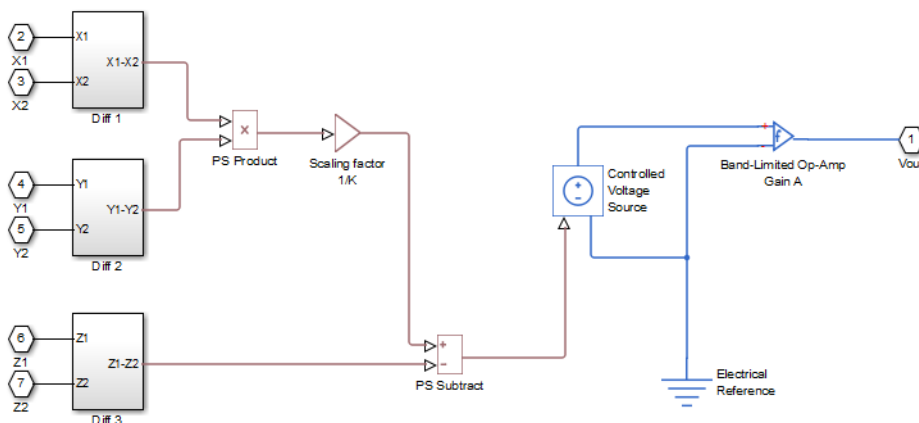 2
X1
X1
X1-X2
3
X2
X2
Diff 1
×
PS Product
Scaling factor
1/K
4
Y1
Y1
Y1-Y2
5
Y2
Y2
Diff 2
+
-
Controlled
Voltage
Source
+
-
f
Band-Limited Op-Amp
Gain A
1
Vou
6
Z1
Z1
Z1-Z2
7
Z2
Z2
Diff 3
+
-
PS Subtract
Electrical
Reference